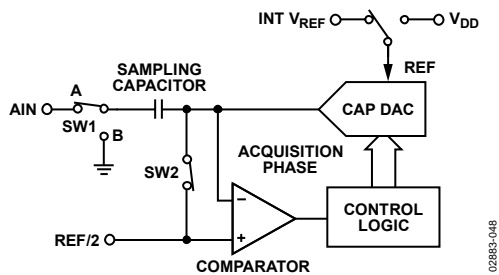 INT VREF
VDD
REF
SAMPLING
CAPACITOR
A
AIN
SW1
B
CAP DAC
ACQUISITION
PHASE
SW2
–
CONTROL
LOGIC
REF/2
+
COMPARATOR
02883-048